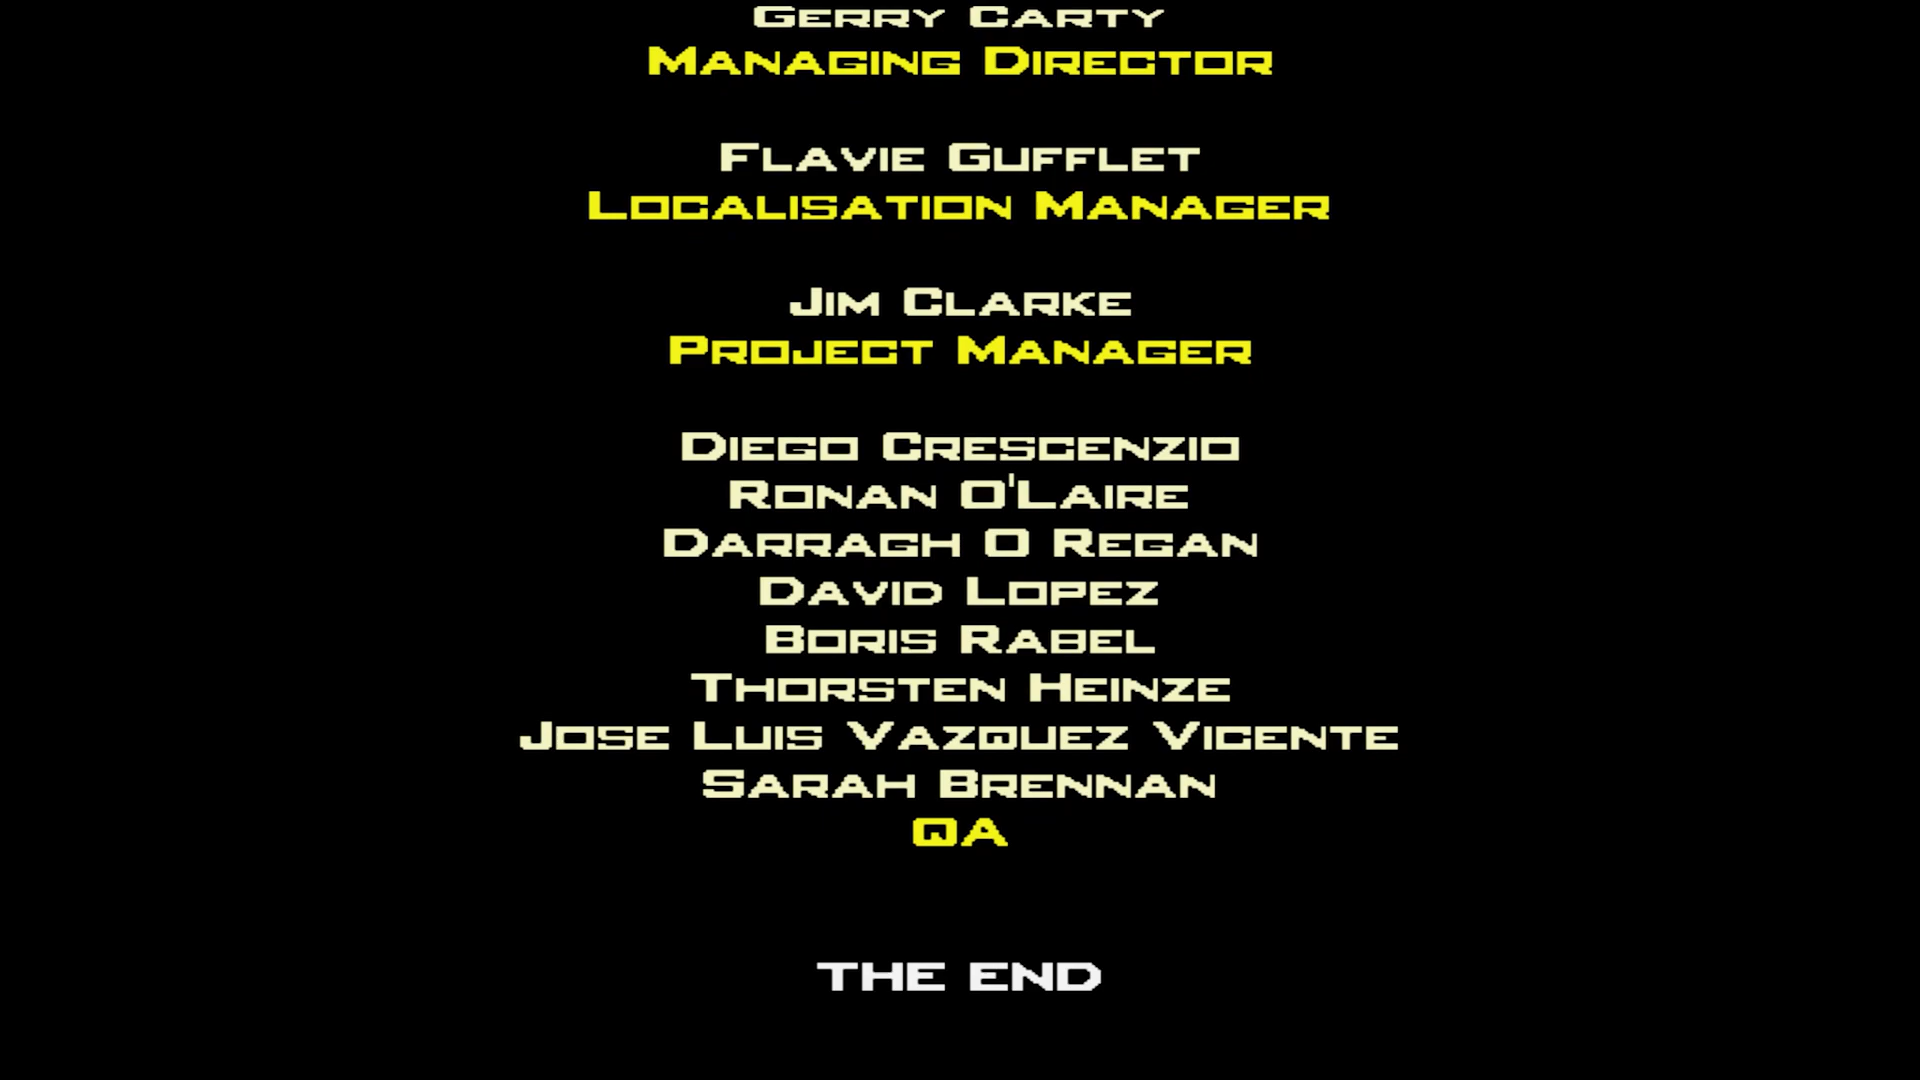 Gerry Carty
Managing Director
Flavie Gufflet
Localisation Manager
Jim Clarke
Project Manager
Diego Crescenzio
Ronan O'Laire
Darragh O Regan
David Lopez
Boris Rabel
Thorsten Heinze
Jose Luis Vazquez Vicente
Sarah Brennan
QA
THE END